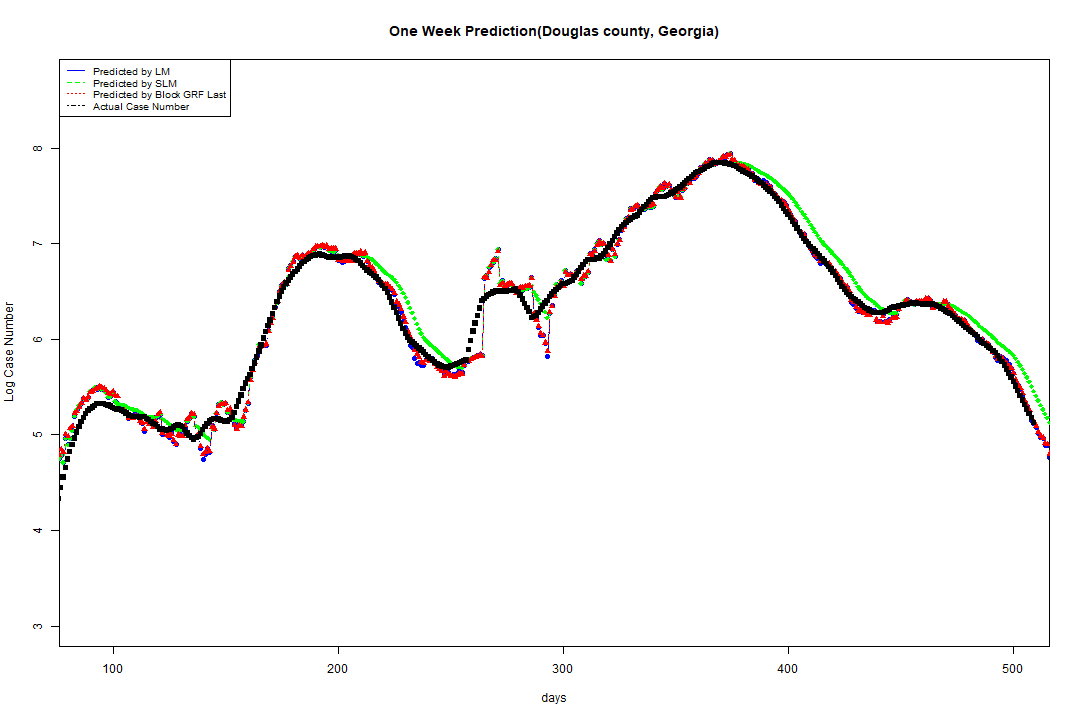 One Week Prediction(Douglas county, Georgia)
Predicted by LM
Predicted by SLM
Predicted by Block GRF Last
Actual Case Number
8
7
6
5
4
3
Log Case Number
100 200 300 400 500
days